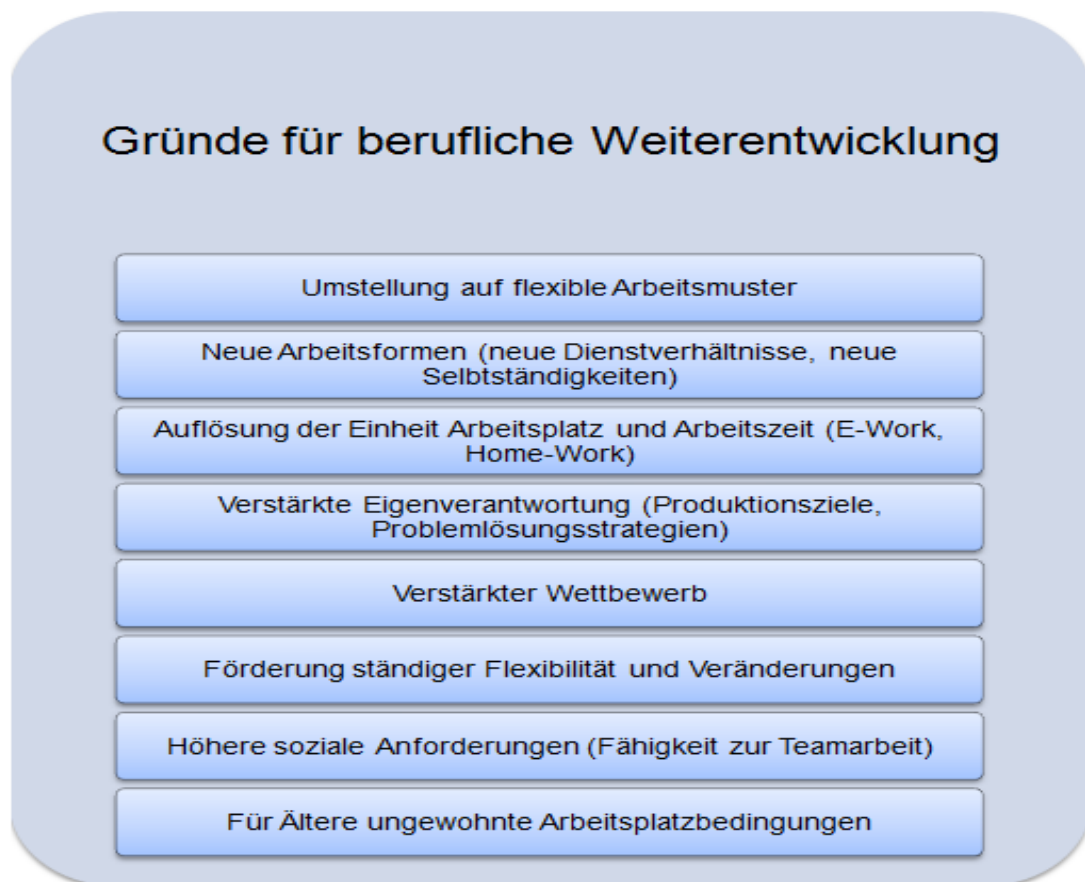 Gründe für berufliche Weiterentwicklung
Umstellung auf flexible Arbeitsmuster
Neue Arbeitsformen (neue Dienstverhältnisse, neue
Selbtständigkeiten)
Auflösung der Einheit Arbeitsplatz und Arbeitszeit (E-Work,
Home-Work)
Verstärkte Eigenverantwortung (Produktionsziele,
Problemlösungsstrategien)
Verstärkter Wettbewerb
Förderung ständiger Flexibilität und Veränderungen
Höhere soziale Anforderungen (Fähigkeit zur Teamarbeit)
Für Ältere ungewohnte Arbeitsplatzbedingungen